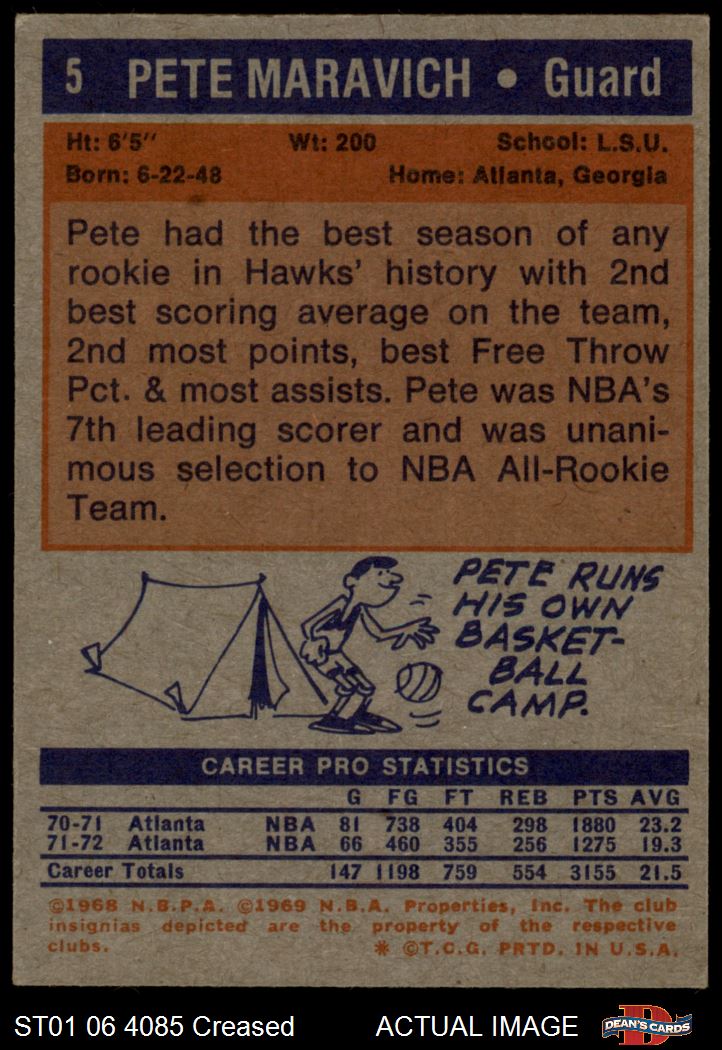 5 PETE MARAVICH • Guard
Ht: 6'5" Wt: 200 School: L.S.U.
Born: 6-22-48 Home: Atlanta, Georgia
Pete had the best season of any
rookie in Hawks' history with 2nd
best scoring average on the team,
2nd most points, best Free Throw
Pct. & most assists. Pete was NBA's
7th leading scorer and was unani-
mous selection to NBA All-Rookie
Team.
PETE RUNS
HIS OWN
BASKET-
BALL
CAMP.
CAREER PRO STATISTICS
G FG FT REB PTS AVG
70-71 Atlanta NBA 81 738 404 298 1880 23.2
71-72 Atlanta NBA 66 460 355 256 1275 19.3
Career Totals 147 1198 759 554 3155 21.5
©1968 N.B.P.A. ©1969 N.B.A. Properties, Inc. The club
insignias depicted are the property of the respective
clubs. * ©T.C.G. PRTD. IN U.S.A.
ST01 06 4085 Creased ACTUAL IMAGE DEAN'S CARDS